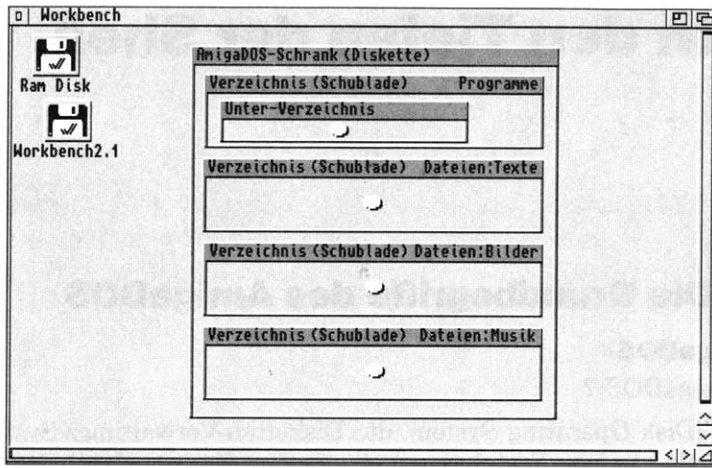 Workbench
Ram Disk
Workbench2.1
AmigaDOS-Schrank (Diskette)
Verzeichnis (Schublade) Programme
Unter-Verzeichnis
Verzeichnis (Schublade) Dateien:Texte
Verzeichnis (Schublade) Dateien:Bilder
Verzeichnis (Schublade) Dateien:Musik